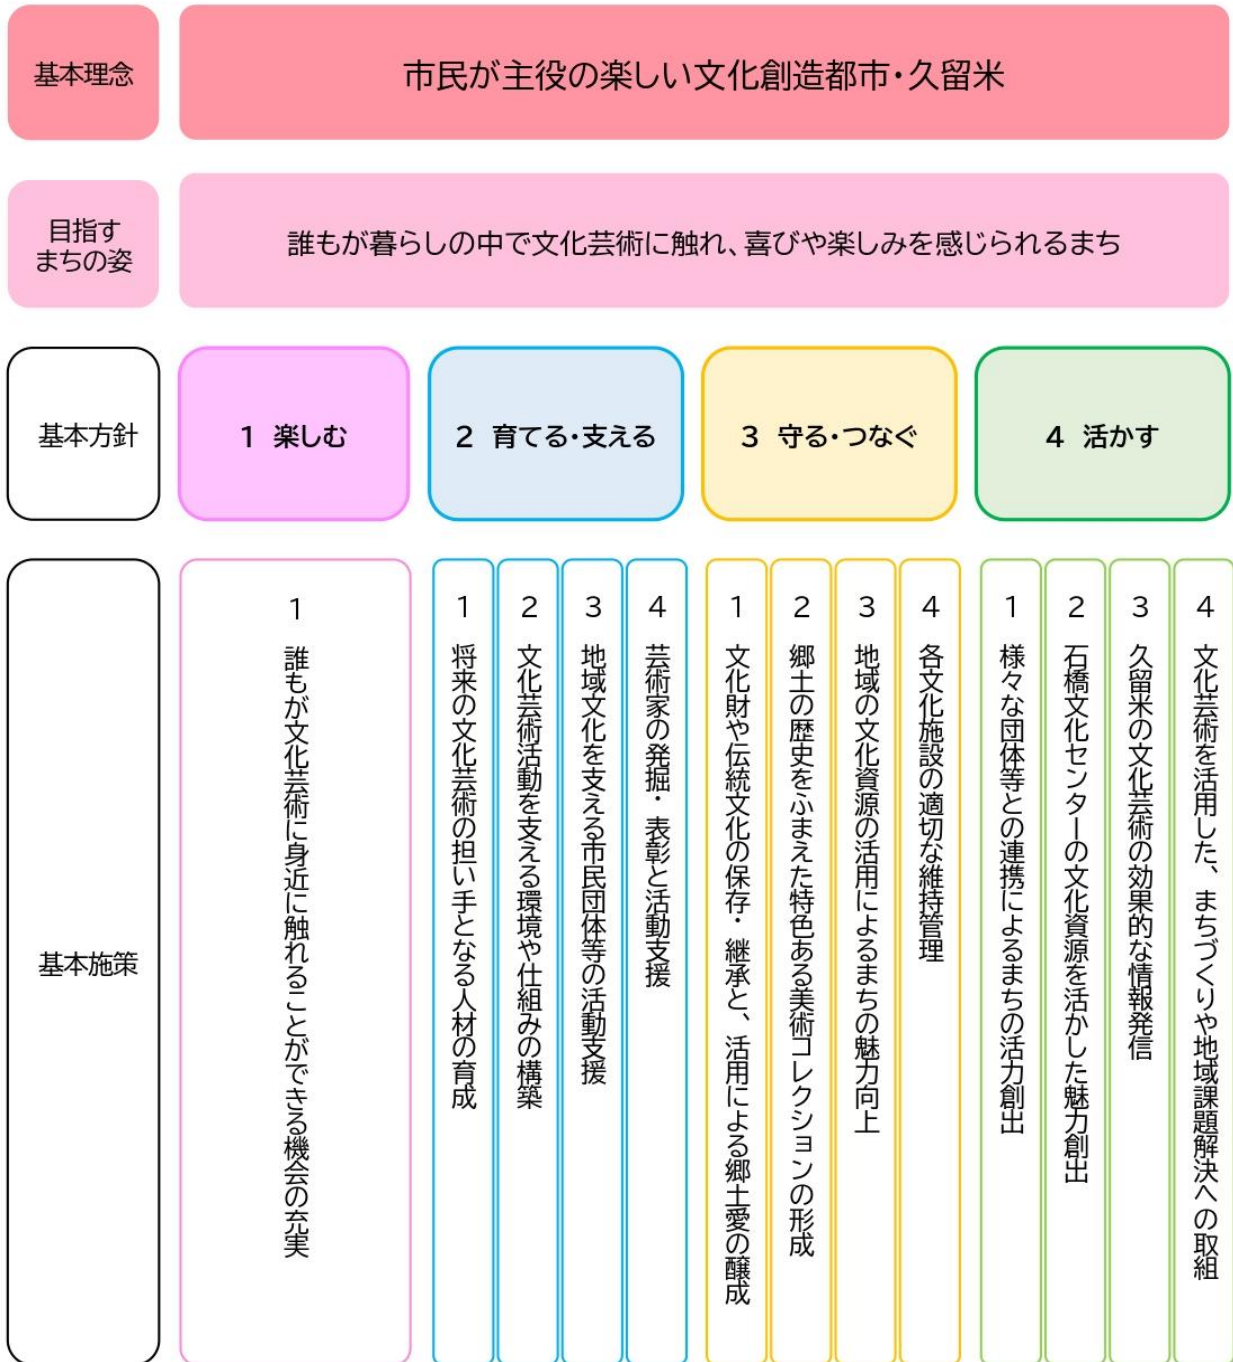 基本理念
市民が主役の楽しい文化創造都市・久留米
目指す
まちの姿
誰もが暮らしの中で文化芸術に触れ、喜びや楽しみを感じられるまち
基本方針
1 楽しむ
2 育てる・支える
3 守る・つなぐ
4 活かす
基本施策
1 誰もが文化芸術に身近に触れることができる機会の充実
1 将来の文化芸術の担い手となる人材の育成
2 文化芸術活動を支える環境や仕組みの構築
3 地域文化を支える市民団体等の活動支援
4 芸術家の発掘・表彰と活動支援
1 文化財や伝統文化の保存・継承と、活用による郷土愛の醸成
2 郷土の歴史をふまえた特色ある美術コレクションの形成
3 地域の文化資源の活用によるまちの魅力向上
4 各文化施設の適切な維持管理
1 様々な団体等との連携によるまちの活力創出
2 石橋文化センターの文化資源を活かした魅力創出
3 久留米の文化芸術の効果的な情報発信
4 文化芸術を活用した、まちづくりや地域課題解決への取組